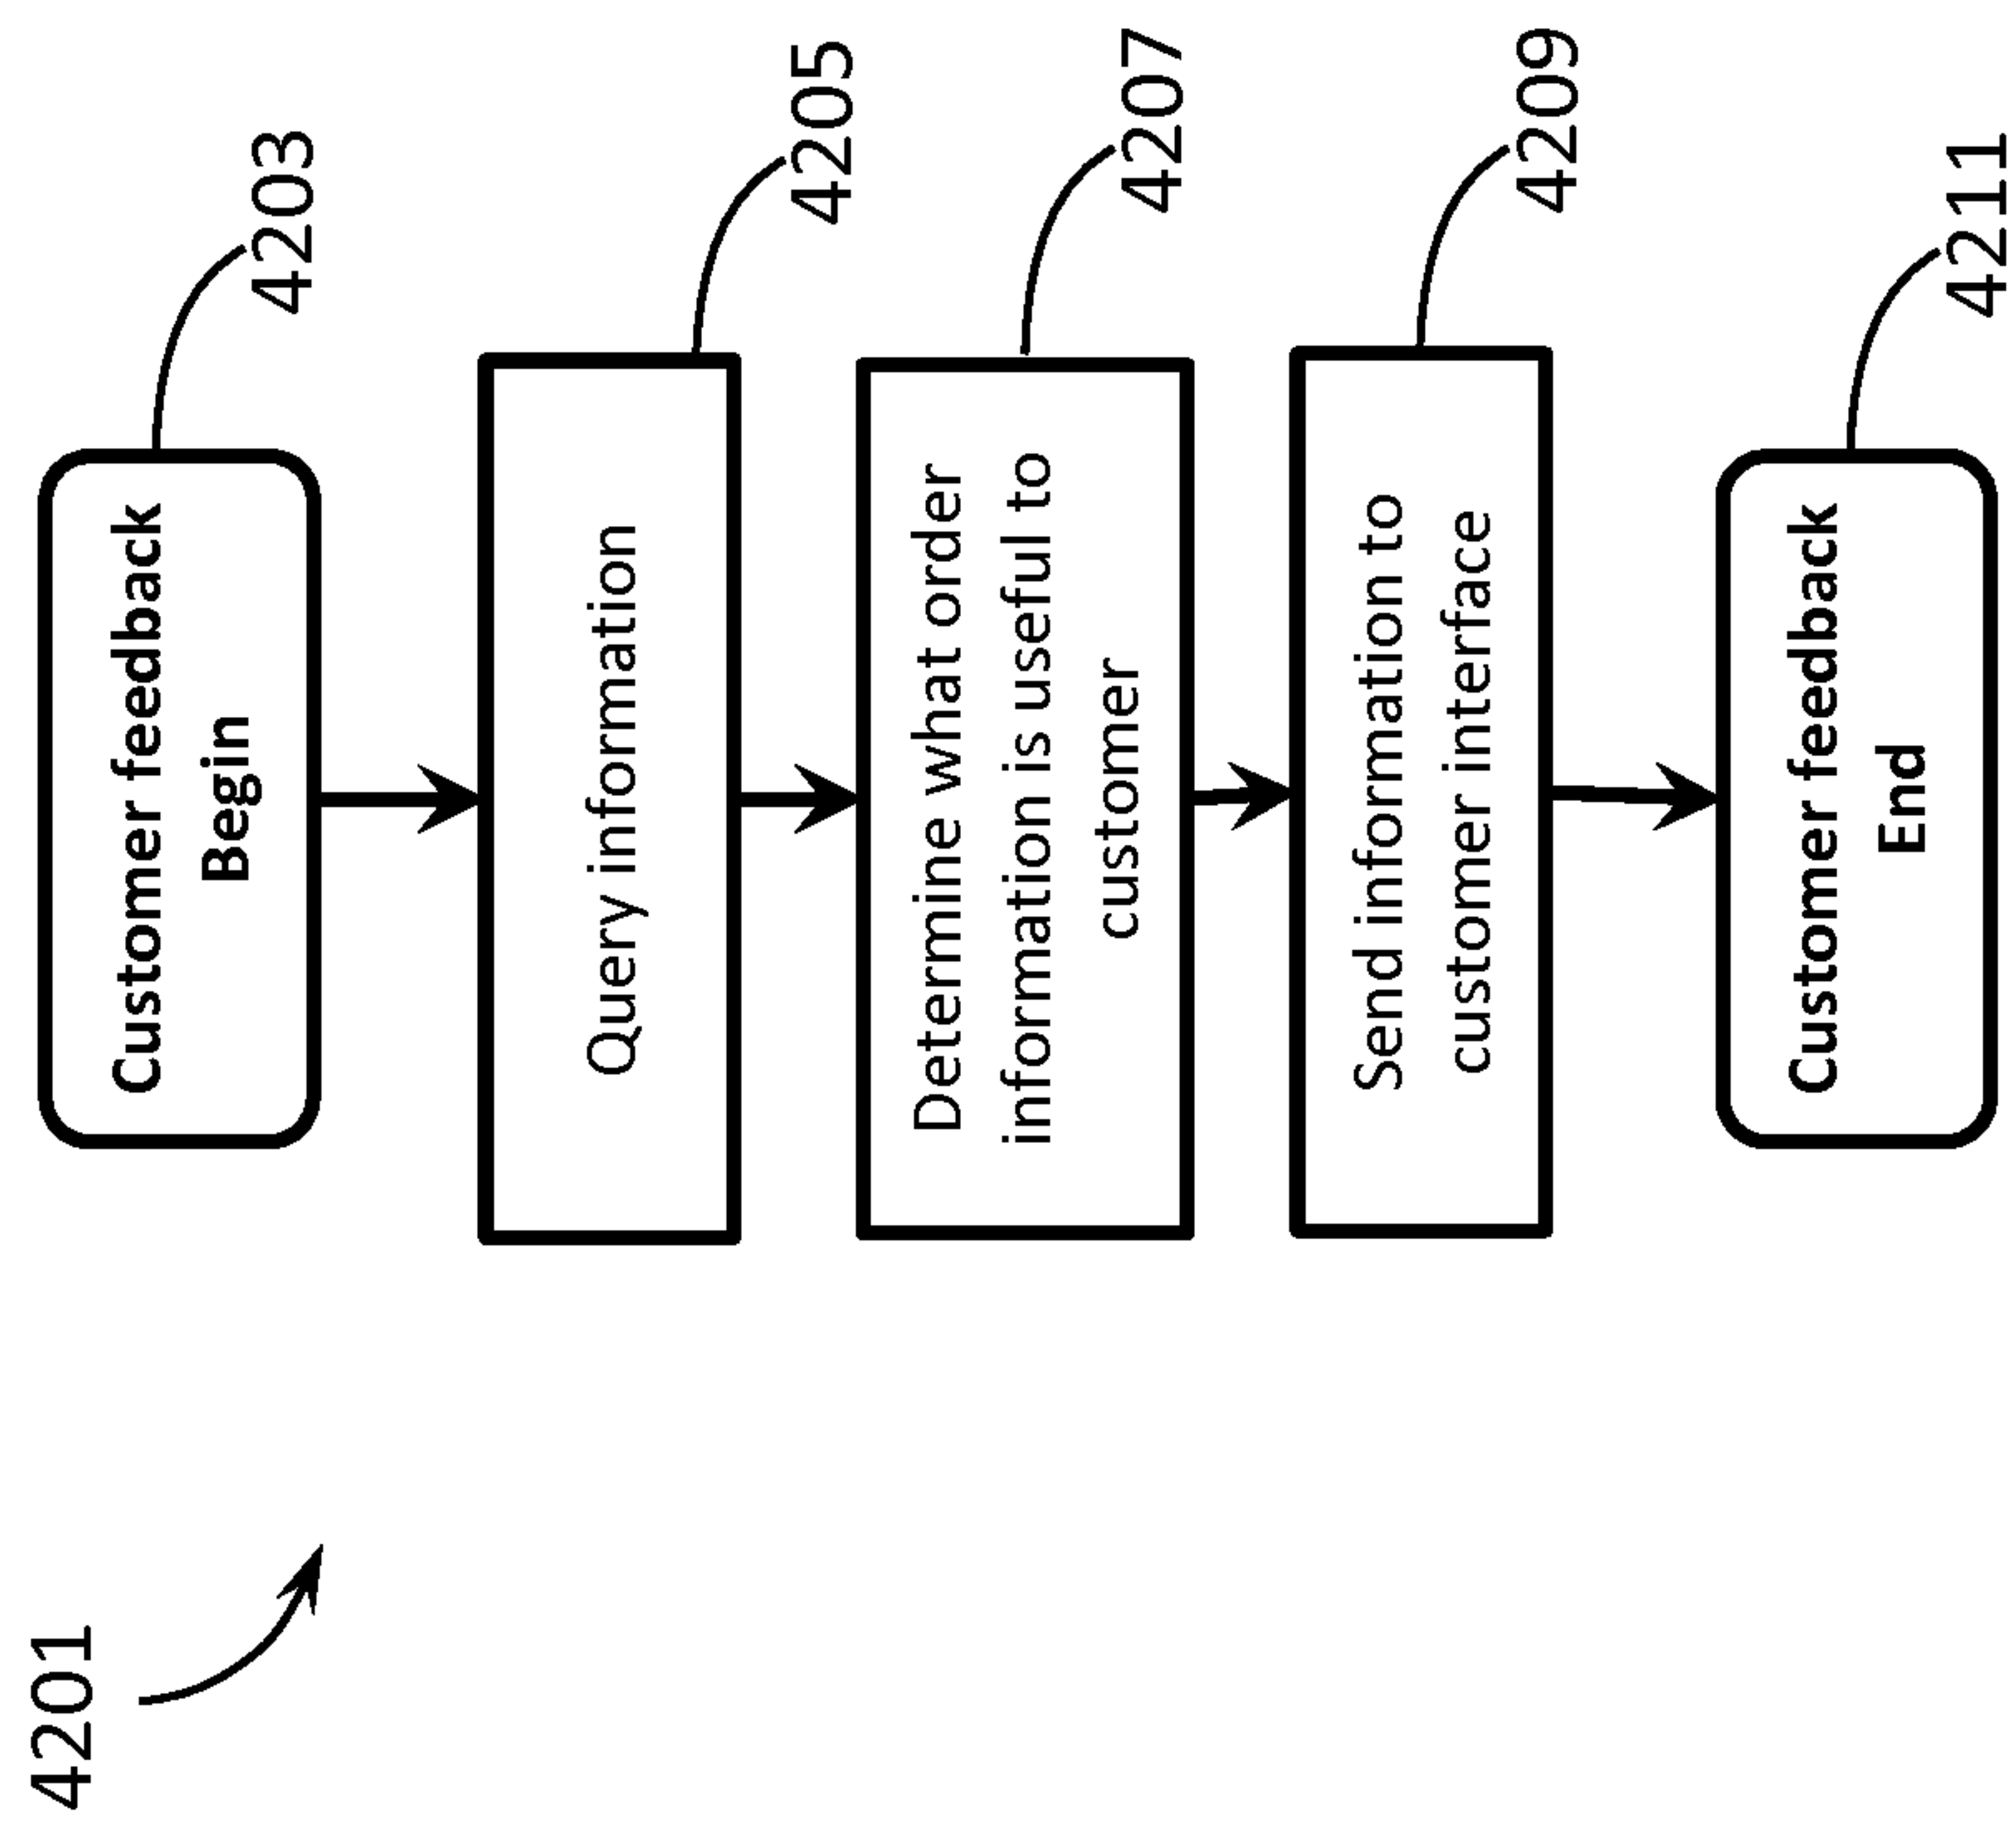 4201
Customer feedback
Begin
4203
Query information
4205
Determine what order
information is useful to
customer
4207
Send information to
customer interface
4209
Customer feedback
End
4211